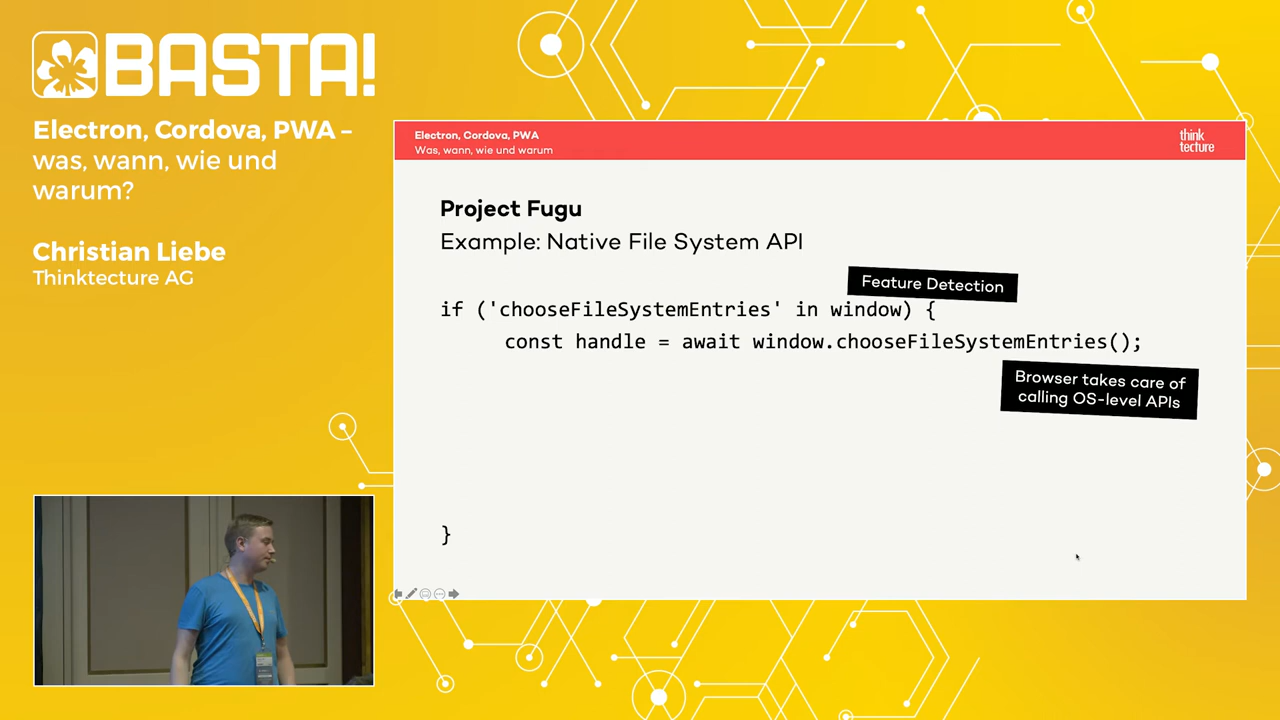 BASTA!
Electron, Cordova, PWA –
was, wann, wie und
warum?
Christian Liebe
Thinktecture AG
Electron, Cordova, PWA
Was, wann, wie und warum
think
tecture
Project Fugu
Example: Native File System API
Feature Detection
if ('chooseFileSystemEntries' in window) {
const handle = await window.chooseFileSystemEntries();
Browser takes care of
calling OS-level APIs
}